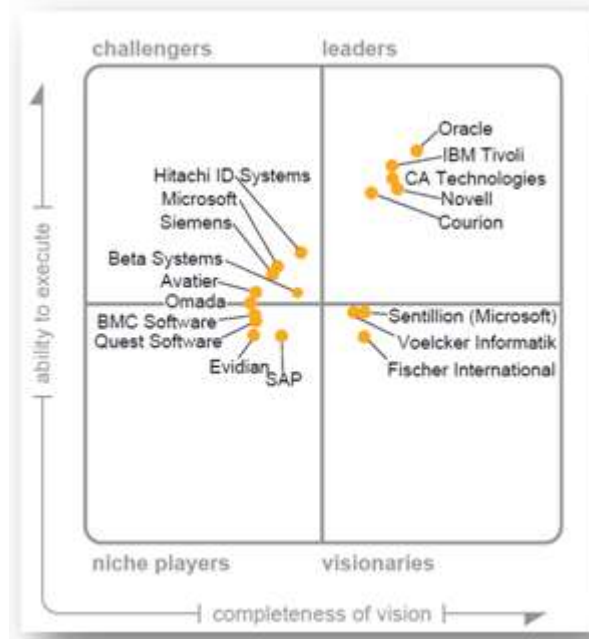 challengers
leaders
Oracle
IBM Tivoli
CA Technologies
Novell
Courion
Hitachi ID Systems
Microsoft
Siemens
Beta Systems
Avatier
Omada
BMC Software
Quest Software
Evidian
SAP
Sentillion (Microsoft)
Voelcker Informatik
Fischer International
niche players
visionaries
ability to execute
completeness of vision